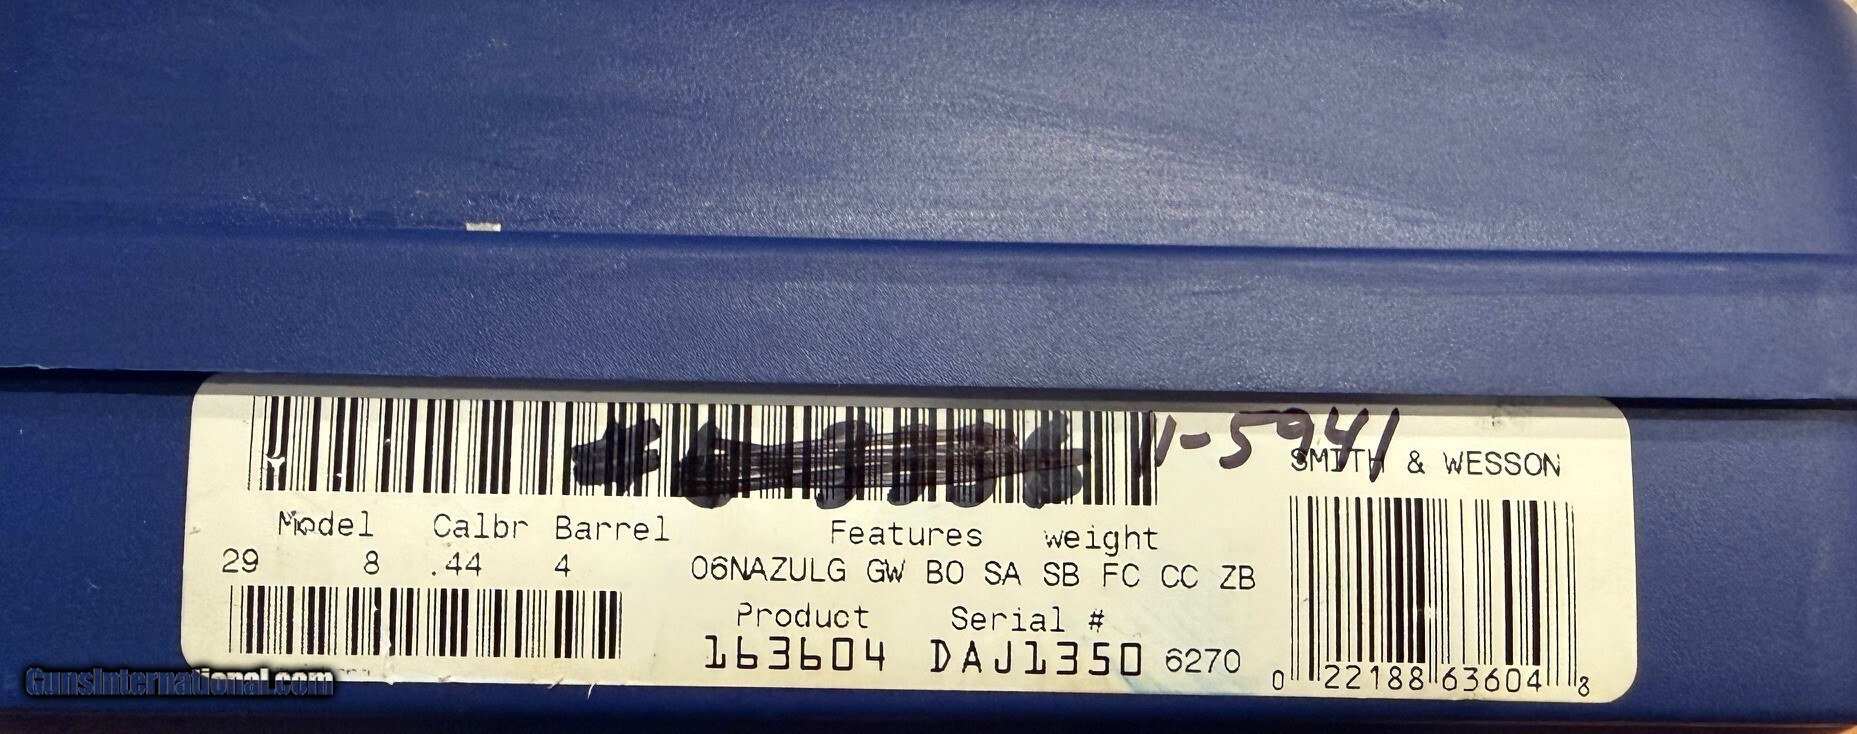 11-5941
SMITH & WESSON
Model Calbr Barrel Features weight
29 8 .44 4 06NAZULG GW BO SA SB FC CC ZB
Product Serial #
163604 DAJ1350 6270
0 22188 63604 8
GunsInternational.com